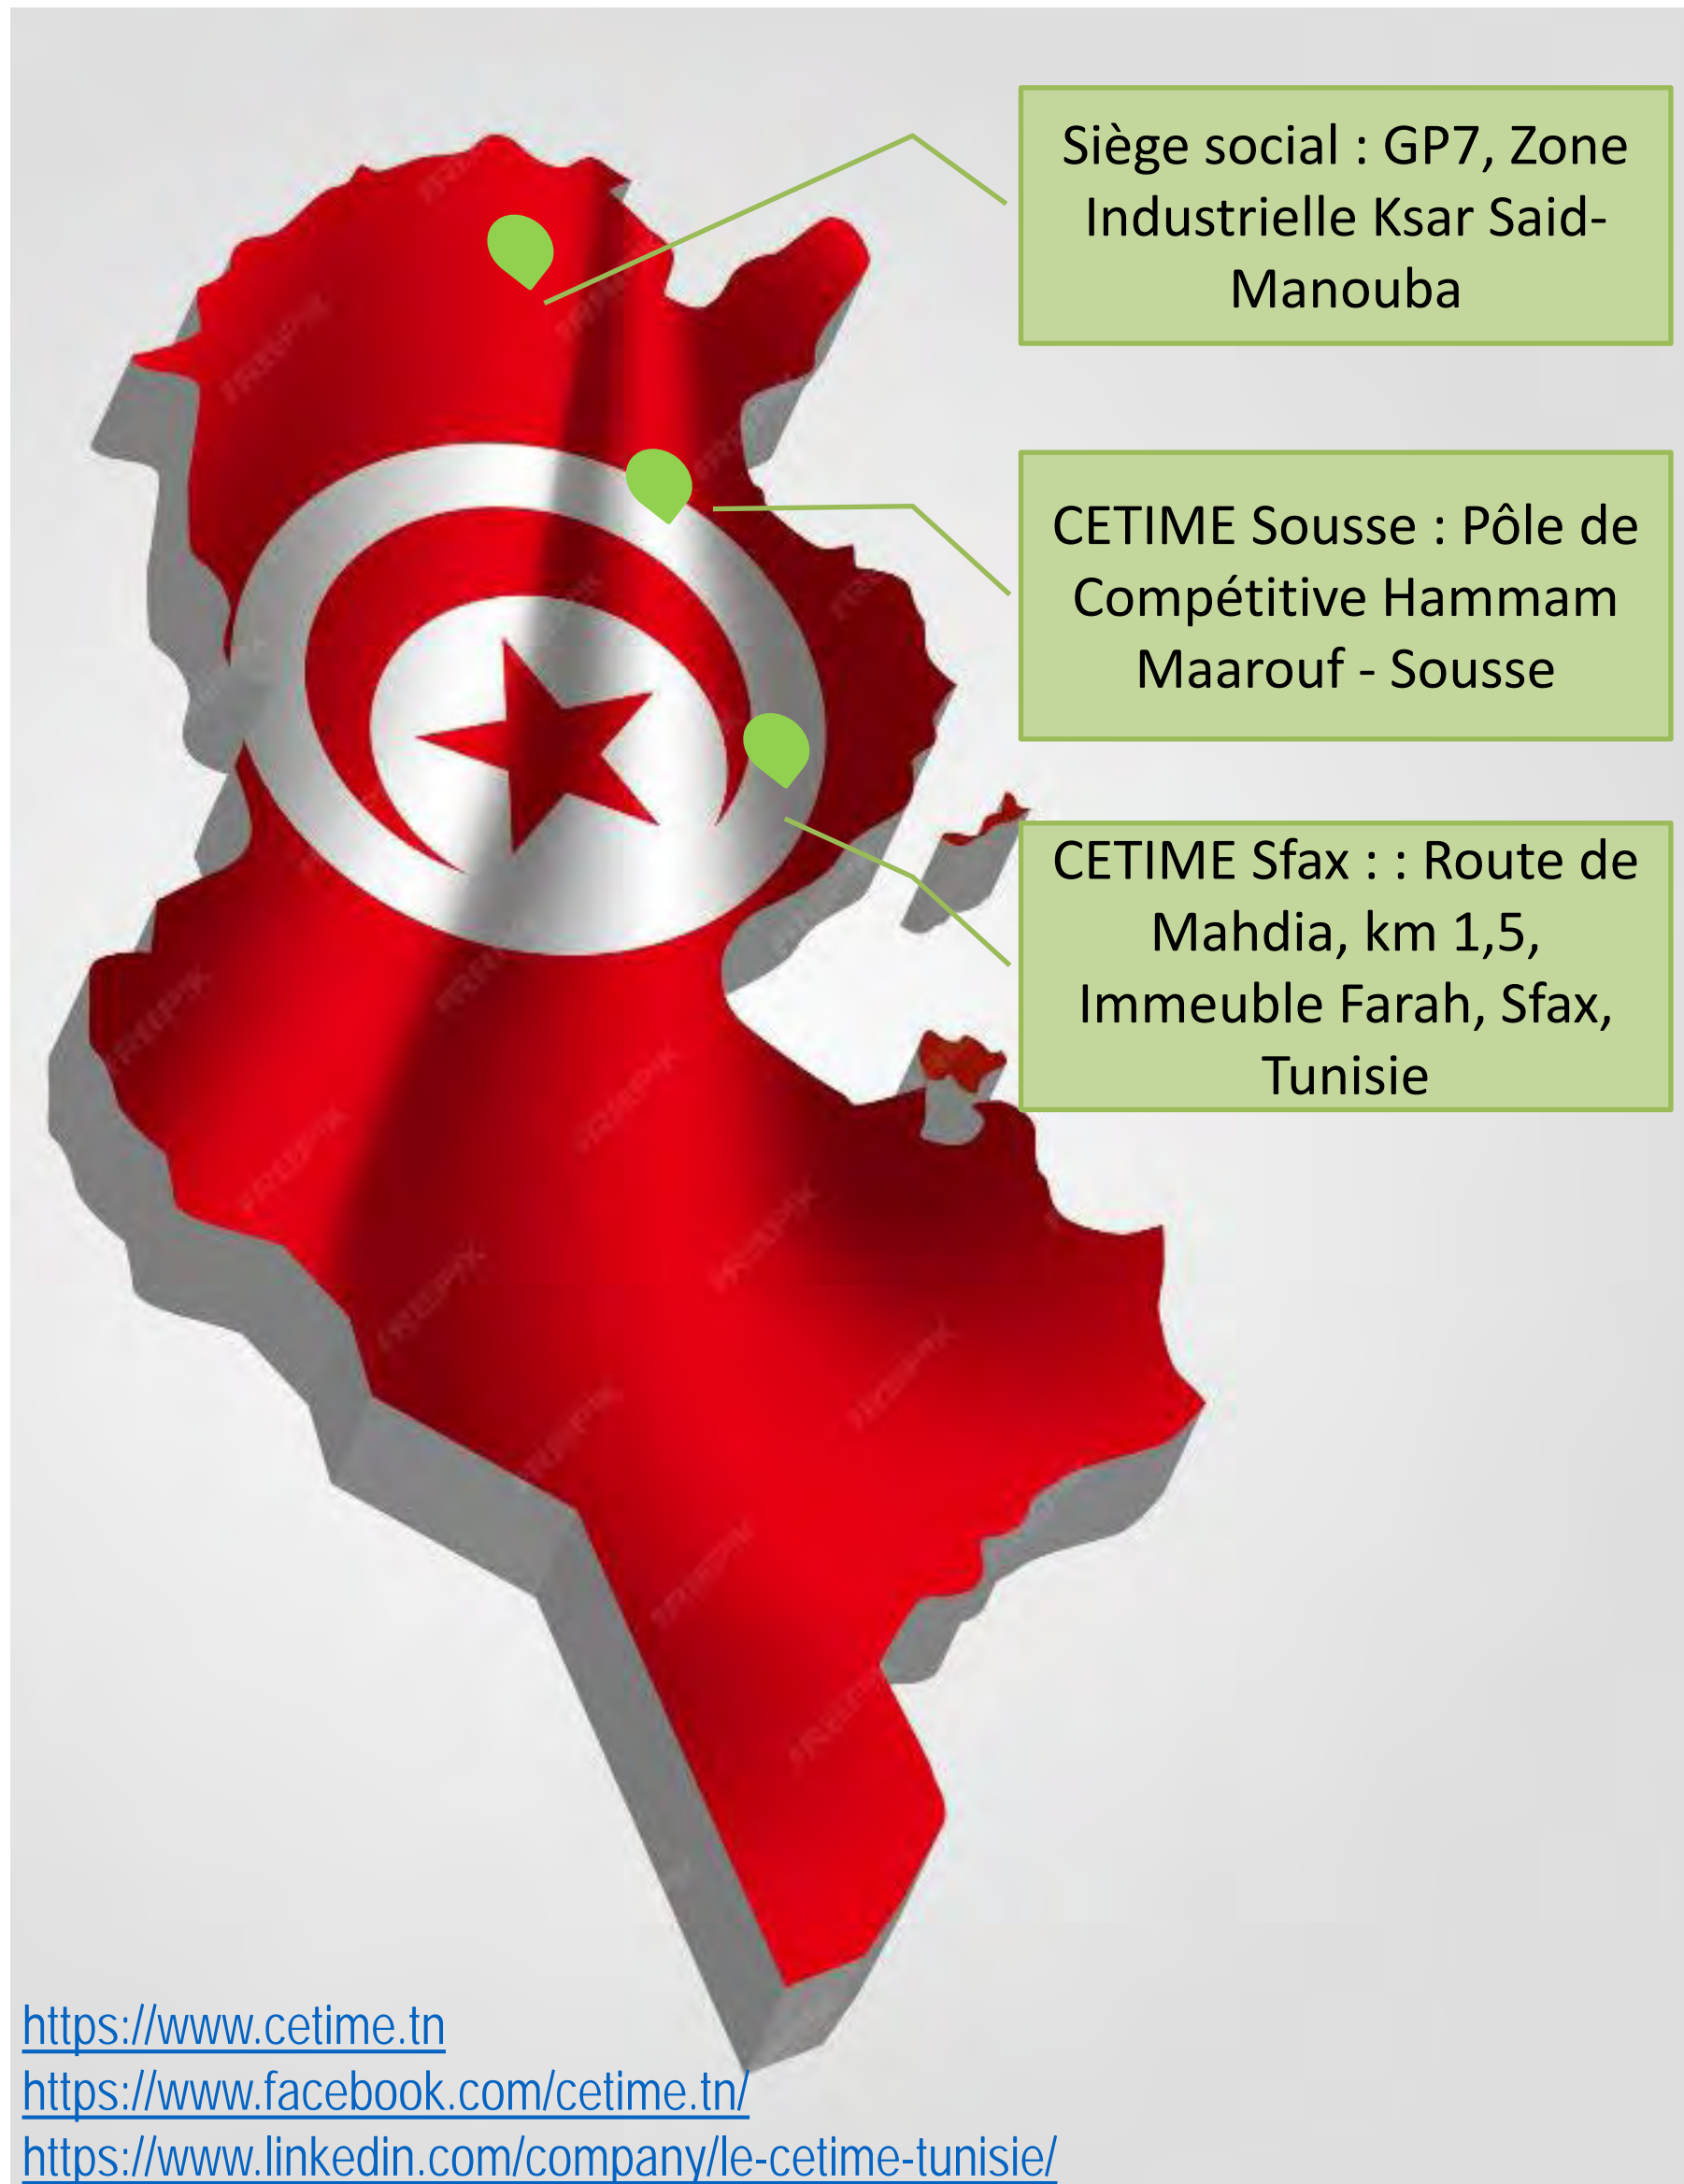 Siège social : GP7, Zone
Industrielle Ksar Said-
Manouba
CETIME Sousse : Pôle de
Compétitive Hammam
Maarouf - Sousse
CETIME Sfax : : Route de
Mahdia, km 1,5,
Immeuble Farah, Sfax,
Tunisie
https://www.cetime.tn
https://www.facebook.com/cetime.tn/
https://www.linkedin.com/company/le-cetime-tunisie/